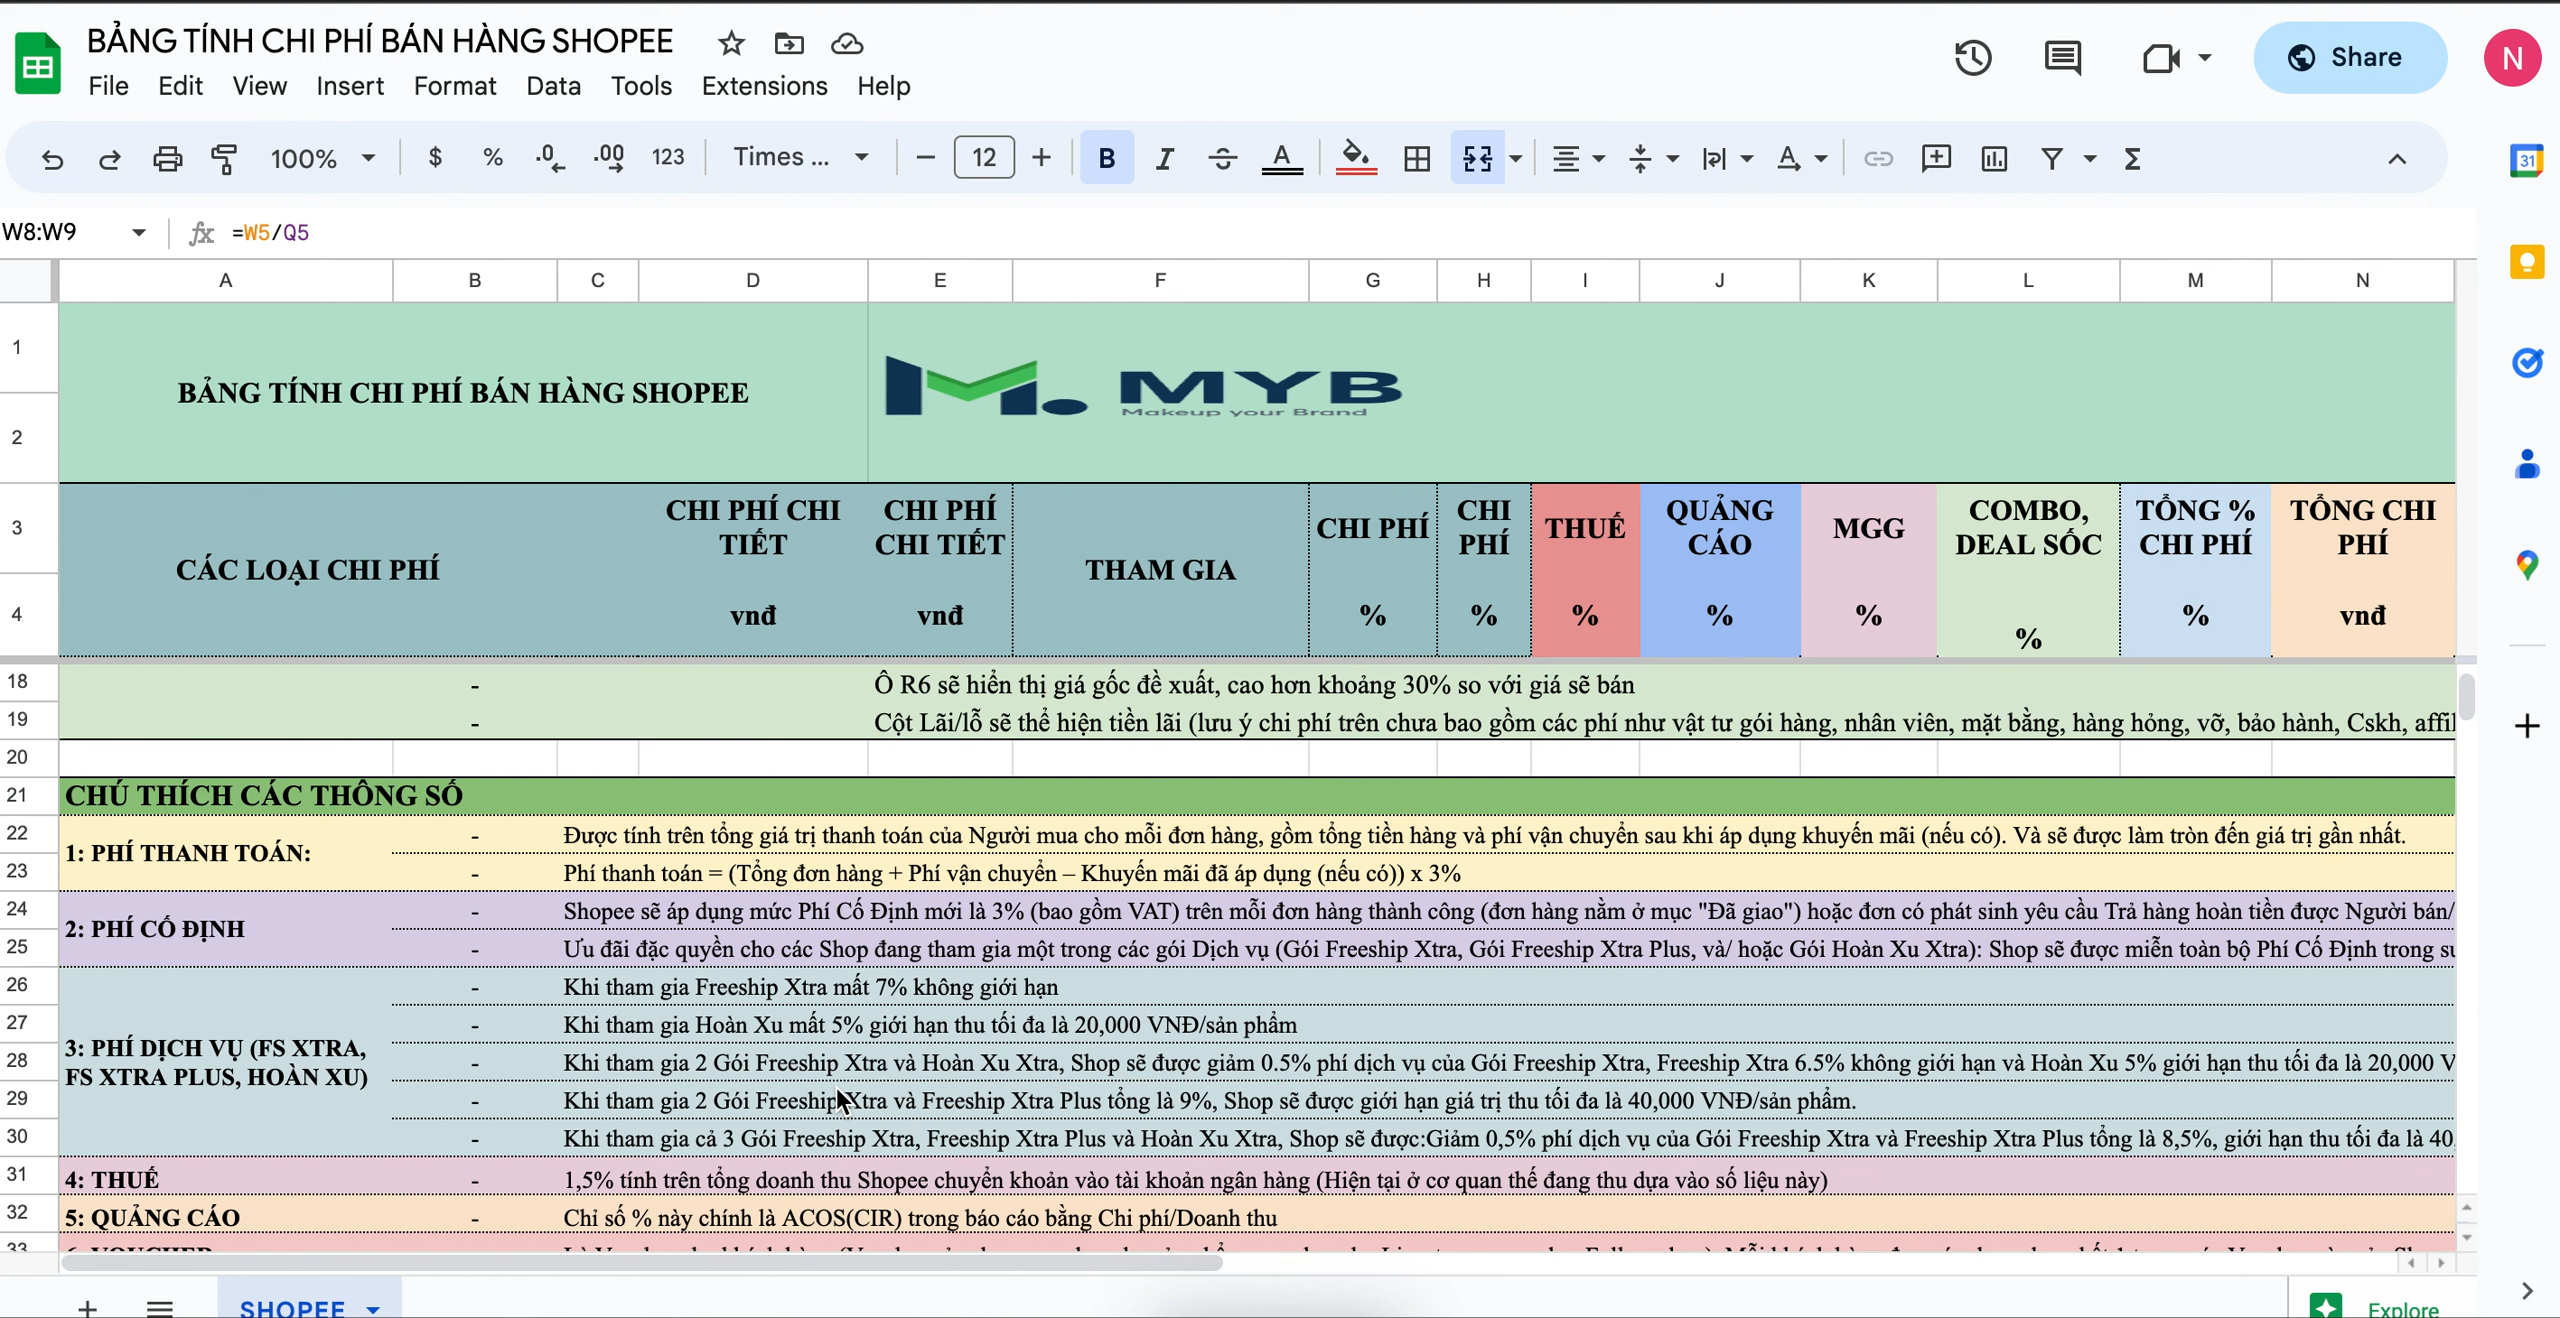 BẢNG TÍNH CHI PHÍ BÁN HÀNG SHOPEE
File Edit View Insert Format Data Tools Extensions Help
Share
N
100% $ % .0 .00 123 Times ... 12 B I A
31
W8:W9 =W5/Q5
A B C D E F G H I J K L M N
1
2
BẢNG TÍNH CHI PHÍ BÁN HÀNG SHOPEE
MYB
Makeup your Brand
3
4
CÁC LOẠI CHI PHÍ
CHI PHÍ CHI TIẾT vnđ
CHI PHÍ CHI TIẾT vnđ
THAM GIA
CHI PHÍ %
CHI PHÍ %
THUẾ %
QUẢNG CÁO %
MGG %
COMBO, DEAL SỐC %
TỔNG % CHI PHÍ %
TỔNG CHI PHÍ vnđ
18 - Ô R6 sẽ hiển thị giá gốc đề xuất, cao hơn khoảng 30% so với giá sẽ bán
19 - Cột Lãi/lỗ sẽ thể hiện tiền lãi (lưu ý chi phí trên chưa bao gồm các phí như vật tư gói hàng, nhân viên, mặt bằng, hàng hỏng, vỡ, bảo hành, Cskh, affil
20
21 CHÚ THÍCH CÁC THÔNG SỐ
1: PHÍ THANH TOÁN:
22 - Được tính trên tổng giá trị thanh toán của Người mua cho mỗi đơn hàng, gồm tổng tiền hàng và phí vận chuyển sau khi áp dụng khuyến mãi (nếu có). Và sẽ được làm tròn đến giá trị gần nhất.
23 - Phí thanh toán = (Tổng đơn hàng + Phí vận chuyển – Khuyến mãi đã áp dụng (nếu có)) x 3%
2: PHÍ CỐ ĐỊNH
24 - Shopee sẽ áp dụng mức Phí Cố Định mới là 3% (bao gồm VAT) trên mỗi đơn hàng thành công (đơn hàng nằm ở mục "Đã giao") hoặc đơn có phát sinh yêu cầu Trả hàng hoàn tiền được Người bán/
25 - Ưu đãi đặc quyền cho các Shop đang tham gia một trong các gói Dịch vụ (Gói Freeship Xtra, Gói Freeship Xtra Plus, và/ hoặc Gói Hoàn Xu Xtra): Shop sẽ được miễn toàn bộ Phí Cố Định trong su
3: PHÍ DỊCH VỤ (FS XTRA, FS XTRA PLUS, HOÀN XU)
26 - Khi tham gia Freeship Xtra mất 7% không giới hạn
27 - Khi tham gia Hoàn Xu mất 5% giới hạn thu tối đa là 20,000 VNĐ/sản phẩm
28 - Khi tham gia 2 Gói Freeship Xtra và Hoàn Xu Xtra, Shop sẽ được giảm 0.5% phí dịch vụ của Gói Freeship Xtra, Freeship Xtra 6.5% không giới hạn và Hoàn Xu 5% giới hạn thu tối đa là 20,000 V
29 - Khi tham gia 2 Gói Freeship Xtra và Freeship Xtra Plus tổng là 9%, Shop sẽ được giới hạn giá trị thu tối đa là 40,000 VNĐ/sản phẩm.
30 - Khi tham gia cả 3 Gói Freeship Xtra, Freeship Xtra Plus và Hoàn Xu Xtra, Shop sẽ được:Giảm 0,5% phí dịch vụ của Gói Freeship Xtra và Freeship Xtra Plus tổng là 8,5%, giới hạn thu tối đa là 40
31 4: THUẾ - 1,5% tính trên tổng doanh thu Shopee chuyển khoản vào tài khoản ngân hàng (Hiện tại ở cơ quan thế đang thu dựa vào số liệu này)
32 5: QUẢNG CÁO - Chỉ số % này chính là ACOS(CIR) trong báo cáo bằng Chi phí/Doanh thu
33
SHOPEE
Explore